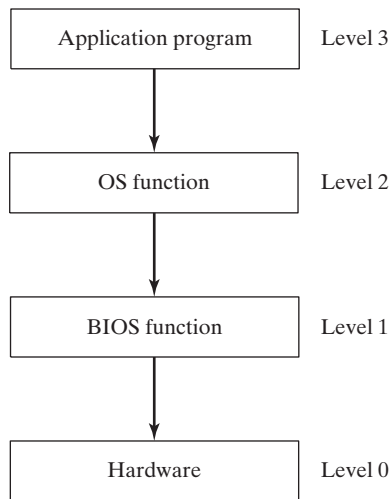 Application program Level 3
OS function Level 2
BIOS function Level 1
Hardware Level 0